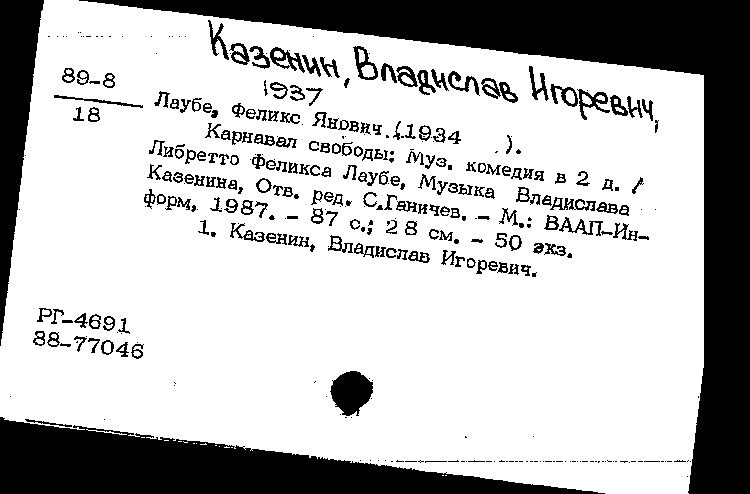 Казенин, Владислав Игоревич,
1937
89-8
18
Лаубе, Феликс Янович.(1934    ).
Карнавал свободы: Муз. комедия в 2 д. /
Либретто Феликса Лаубе, Музыка Владислава
Казенина, Отв. ред. С.Ганичев. - М.: ВААП-Ин-
форм, 1987. - 87 с.; 28 см. - 50 экз.
1. Казенин, Владислав Игоревич.
РГ-4691
88-77046